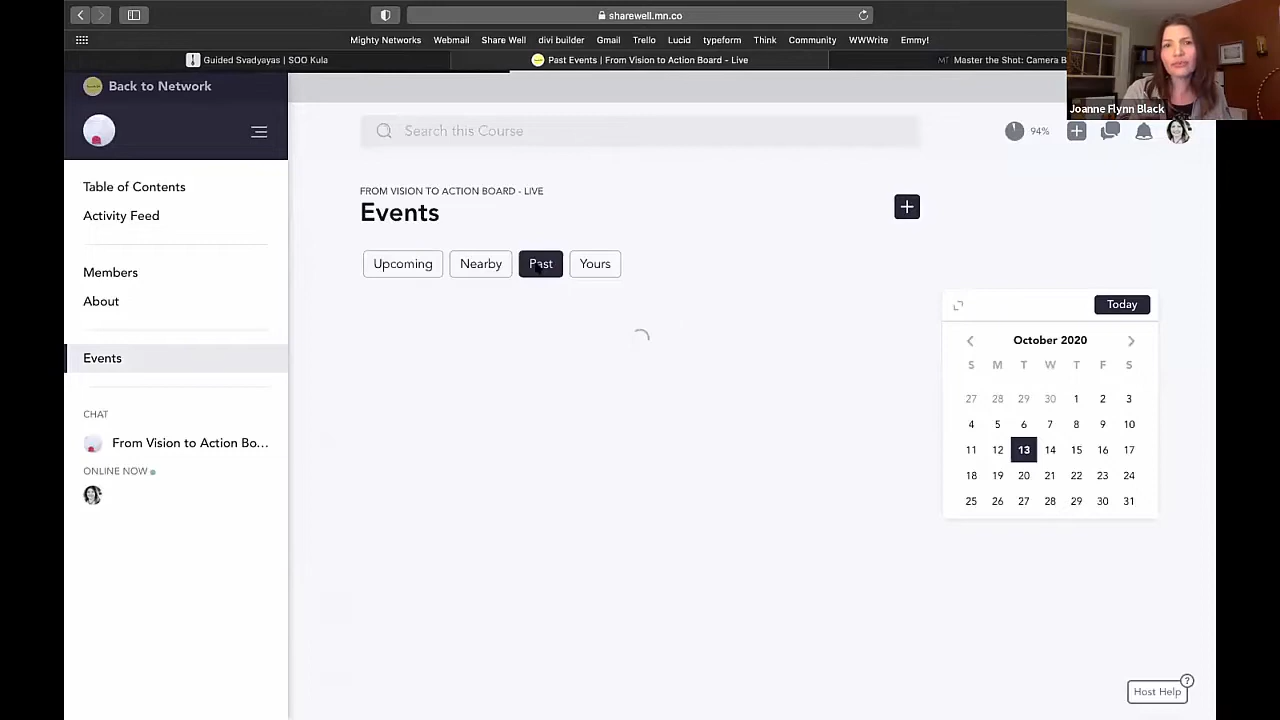 sharewell.mn.co
Mighty Networks Webmail Share Well divi builder Gmail Trello Lucid typeform Think Community WWWrite Emmy!
Guided Svadyayas | SOO Kula Past Events | From Vision to Action Board - Live MT Master the Shot: Camera B
Joanne Flynn Black
Back to Network
Search this Course
94%
Table of Contents
Activity Feed
Members
About
Events
CHAT
From Vision to Action Bo...
ONLINE NOW
FROM VISION TO ACTION BOARD - LIVE
Events
Upcoming Nearby Past Yours
Today
October 2020
S M T W T F S
27 28 29 30 1 2 3
4 5 6 7 8 9 10
11 12 13 14 15 16 17
18 19 20 21 22 23 24
25 26 27 28 29 30 31
Host Help ?